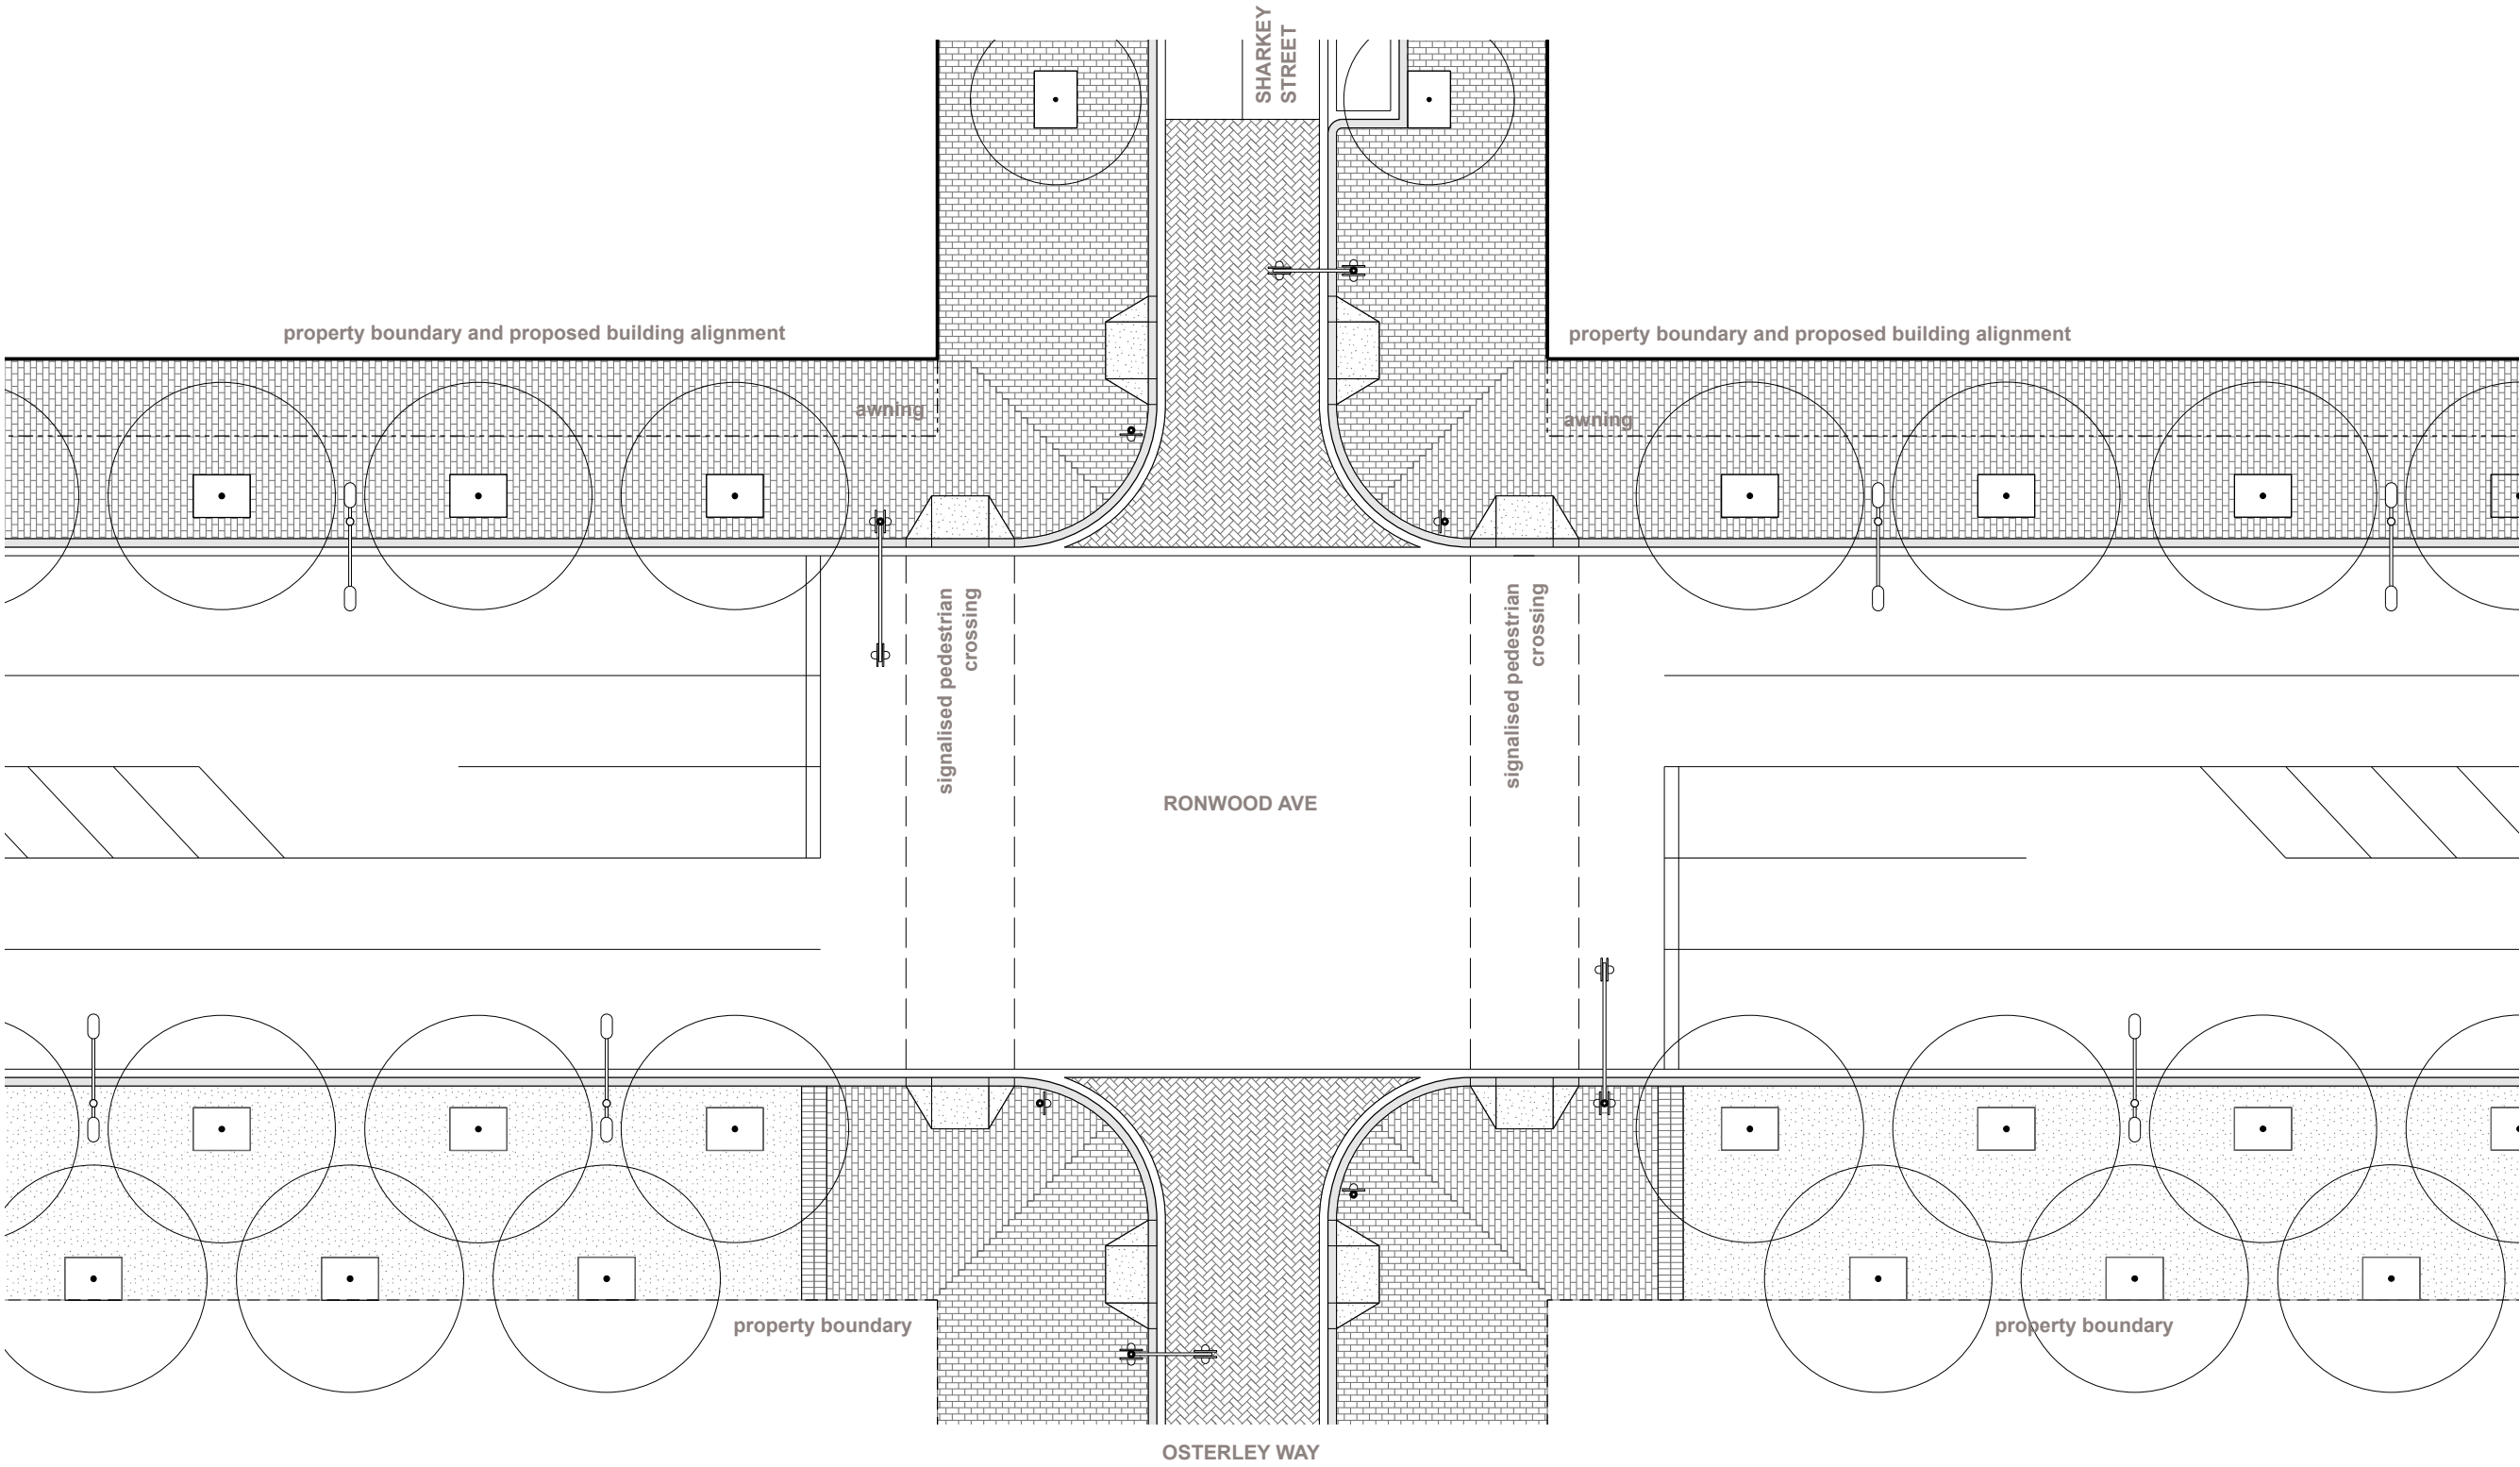 SHARKEY
STREET
property boundary and proposed building alignment
property boundary and proposed building alignment
awning
awning
signalised pedestrian
crossing
signalised pedestrian
crossing
RONWOOD AVE
property boundary
property boundary
OSTERLEY WAY